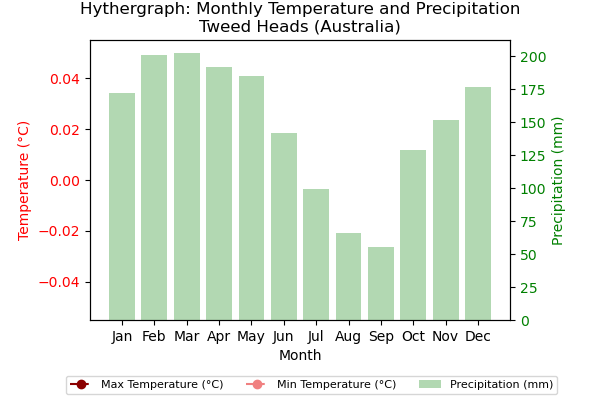 Hythergraph: Monthly Temperature and Precipitation
Tweed Heads (Australia)
Temperature (°C)
0.04
0.02
0.00
−0.02
−0.04
200
175
150
125
100
75
50
25
0
Precipitation (mm)
Jan Feb Mar Apr May Jun Jul Aug Sep Oct Nov Dec
Month
Max Temperature (°C) Min Temperature (°C) Precipitation (mm)